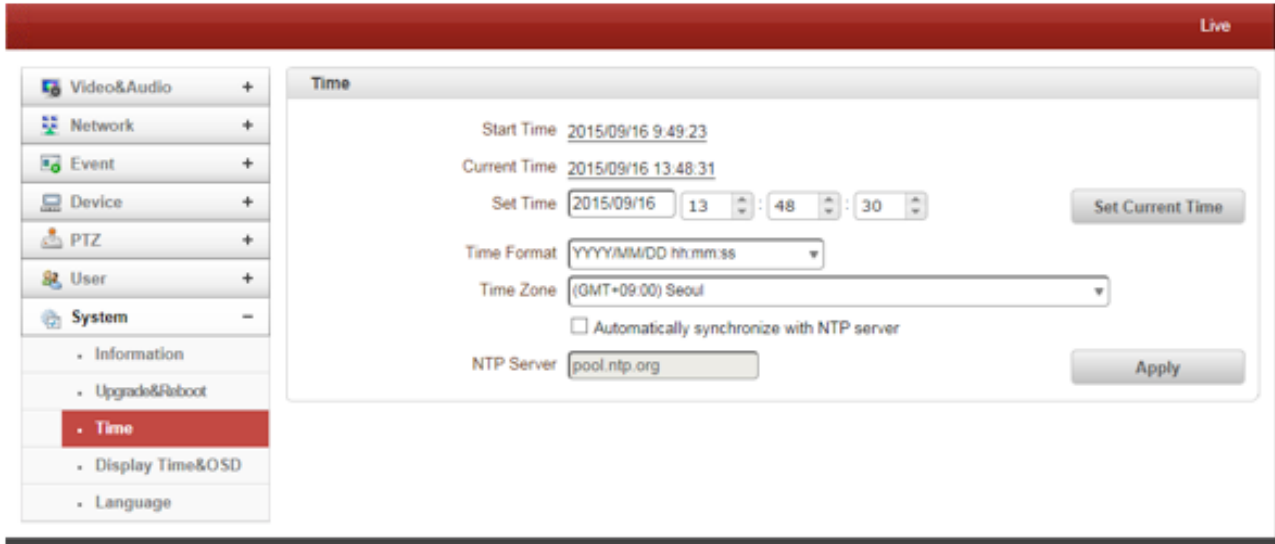 Live
Video&Audio +
Network +
Event +
Device +
PTZ +
User +
System −
Information
Upgrade&Reboot
Time
Display Time&OSD
Language
Time
Start Time 2015/09/16 9:49:23
Current Time 2015/09/16 13:48:31
Set Time 2015/09/16 13 : 48 : 30 Set Current Time
Time Format YYYY/MM/DD hh:mm:ss
Time Zone (GMT+09:00) Seoul
Automatically synchronize with NTP server
NTP Server pool.ntp.org Apply